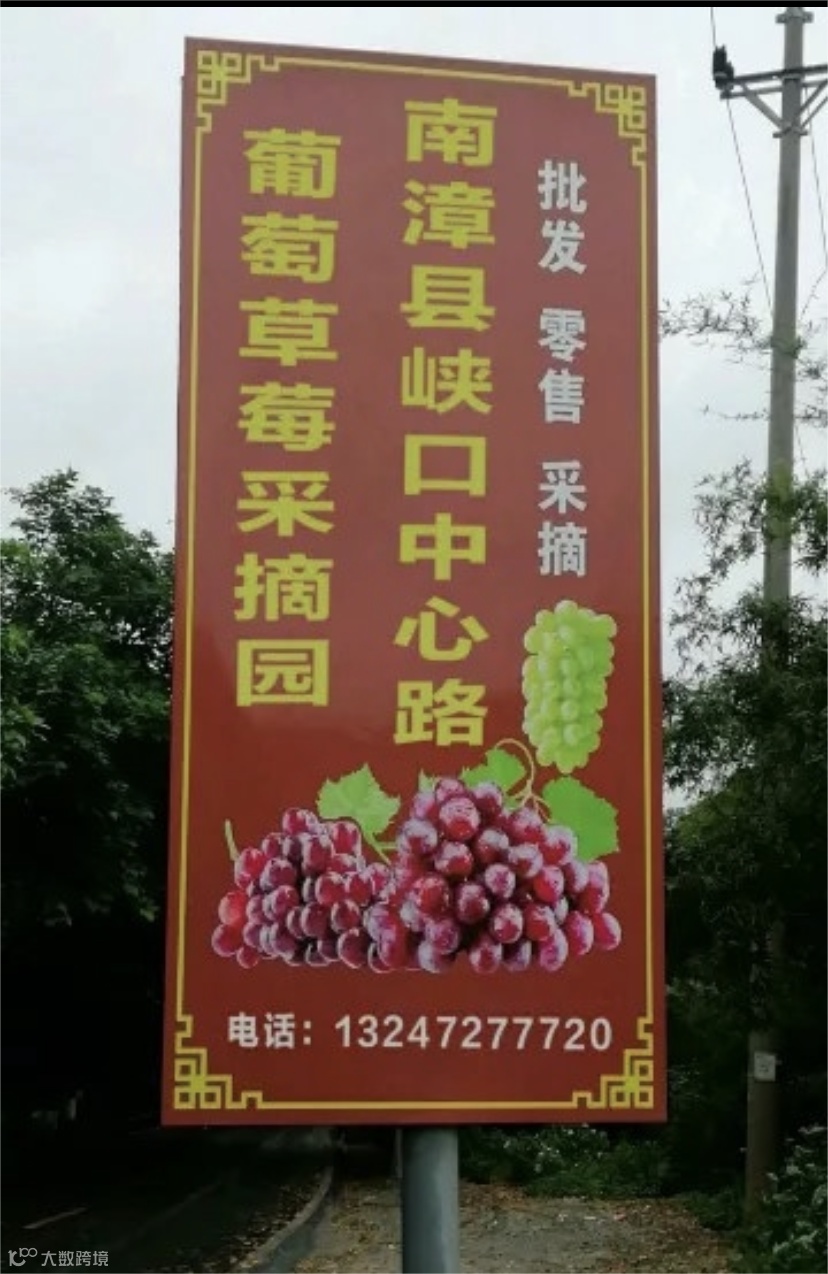 批发 零售 采摘
南漳县峡口中心路
葡萄草莓采摘园
电话：13247277720
大数跨境